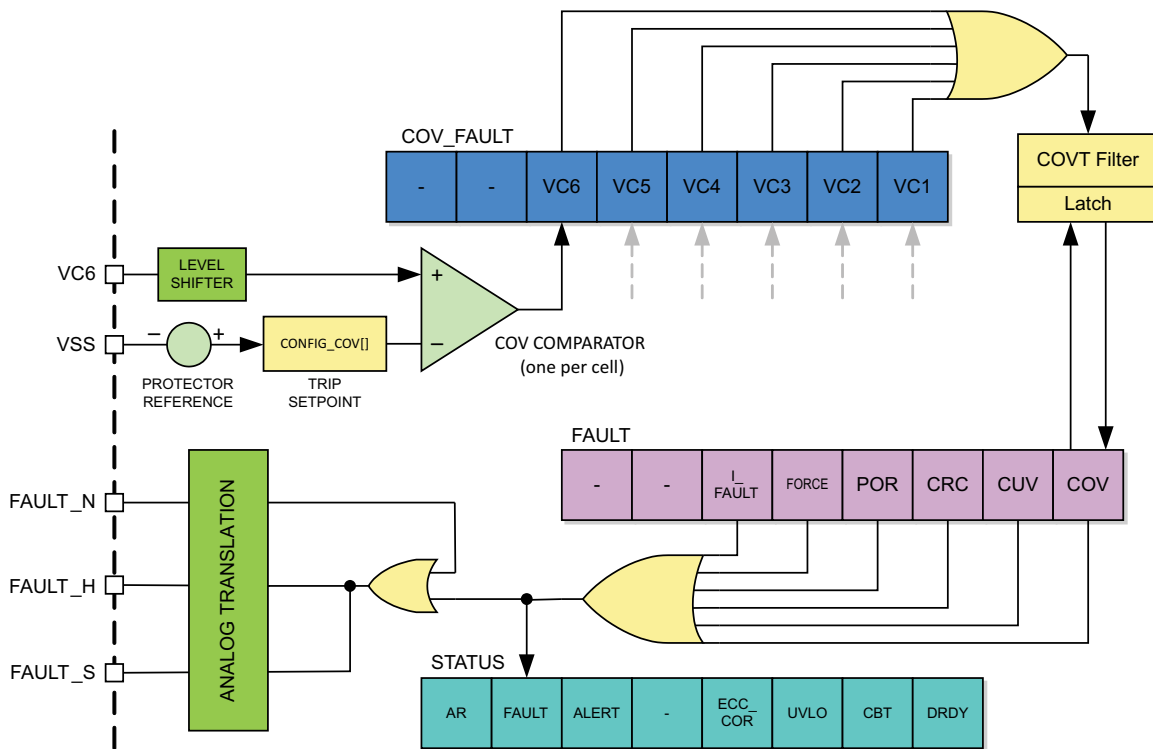 COV_FAULT
- - VC6 VC5 VC4 VC3 VC2 VC1
COVT Filter
Latch
VC6
LEVEL
SHIFTER
+
VSS
− +
CONFIG_COV[]
−
PROTECTOR
REFERENCE
TRIP
SETPOINT
COV COMPARATOR
(one per cell)
FAULT
- - I_
FAULT FORCE POR CRC CUV COV
FAULT_N
FAULT_H
FAULT_S
ANALOG TRANSLATION
STATUS
AR FAULT ALERT - ECC_
COR UVLO CBT DRDY